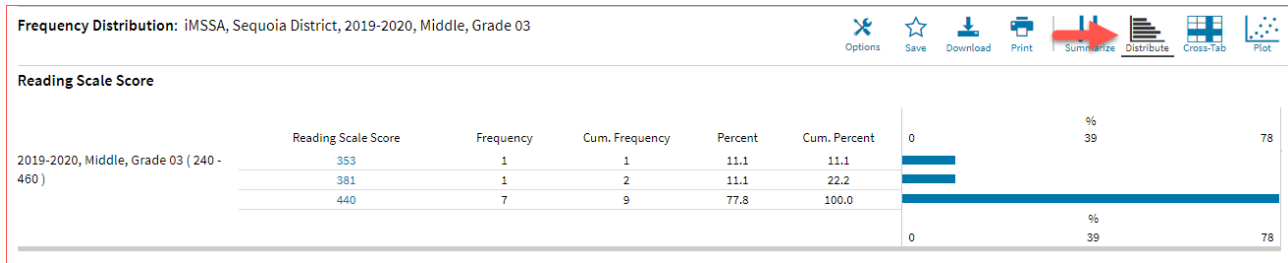 Frequency Distribution: iMSSA, Sequoia District, 2019-2020, Middle, Grade 03
Options Save Download Print Summarize Distribute Cross-Tab Plot
Reading Scale Score
%
Reading Scale Score Frequency Cum. Frequency Percent Cum. Percent 0 39 78
2019-2020, Middle, Grade 03 ( 240 - 353 1 1 11.1 11.1
460 ) 381 1 2 11.1 22.2
440 7 9 77.8 100.0
%
0 39 78